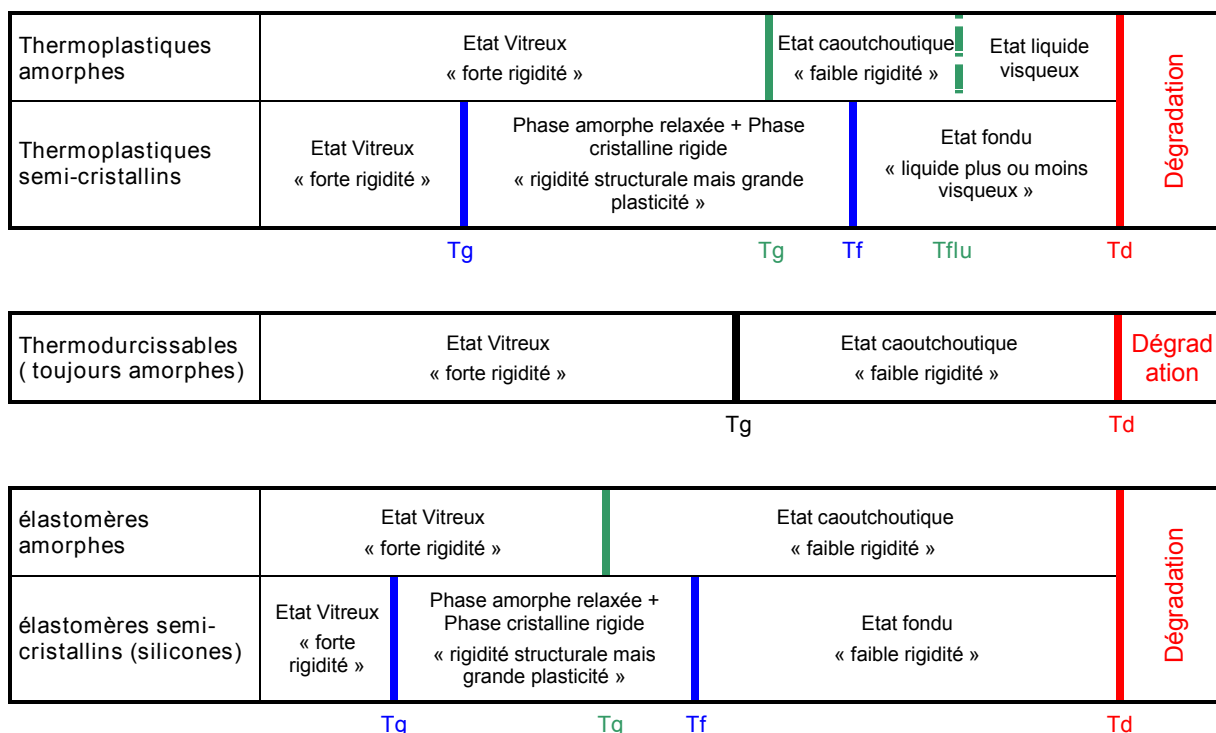 Thermoplastiques
amorphes
Etat Vitreux
« forte rigidité »
Etat caoutchoutique
« faible rigidité »
Etat liquide
visqueux
Dégradation
Thermoplastiques
semi-cristallins
Etat Vitreux
« forte rigidité »
Phase amorphe relaxée + Phase
cristalline rigide
« rigidité structurale mais grande
plasticité »
Etat fondu
« liquide plus ou moins
visqueux »
Tg
Tg
Tf
Tflu
Td
Thermodurcissables
( toujours amorphes)
Etat Vitreux
« forte rigidité »
Etat caoutchoutique
« faible rigidité »
Dégrad
ation
Tg
Td
élastomères
amorphes
Etat Vitreux
« forte rigidité »
Etat caoutchoutique
« faible rigidité »
Dégradation
élastomères semi-
cristallins (silicones)
Etat Vitreux
« forte
rigidité »
Phase amorphe relaxée +
Phase cristalline rigide
« rigidité structurale mais
grande plasticité »
Etat fondu
« faible rigidité »
Tg
Tg
Tf
Td